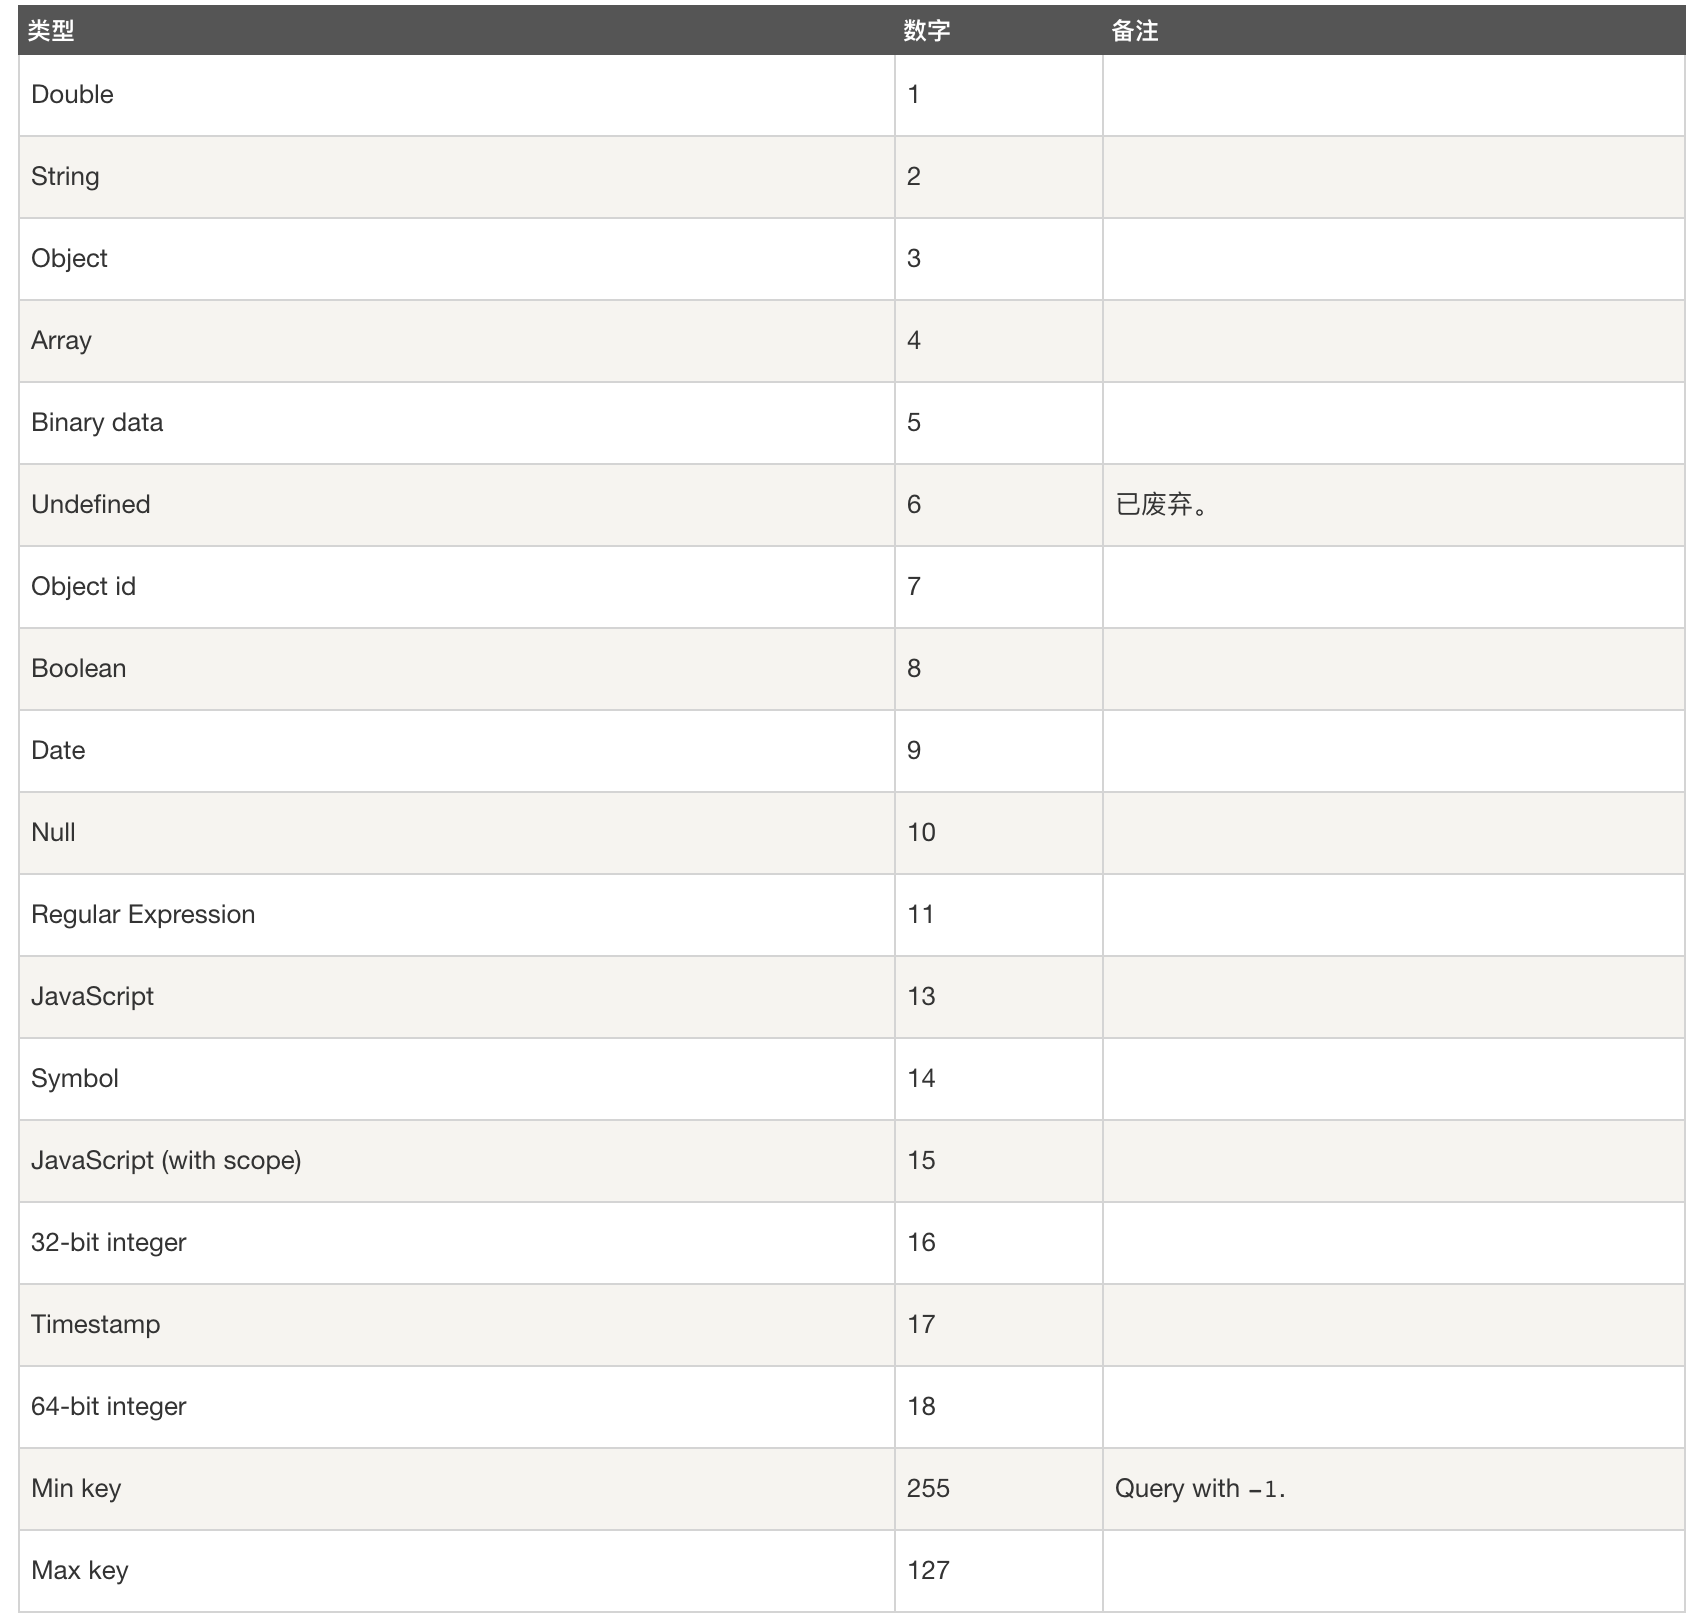 类型 数字 备注
Double 1
String 2
Object 3
Array 4
Binary data 5
Undefined 6 已废弃。
Object id 7
Boolean 8
Date 9
Null 10
Regular Expression 11
JavaScript 13
Symbol 14
JavaScript (with scope) 15
32-bit integer 16
Timestamp 17
64-bit integer 18
Min key 255 Query with -1.
Max key 127